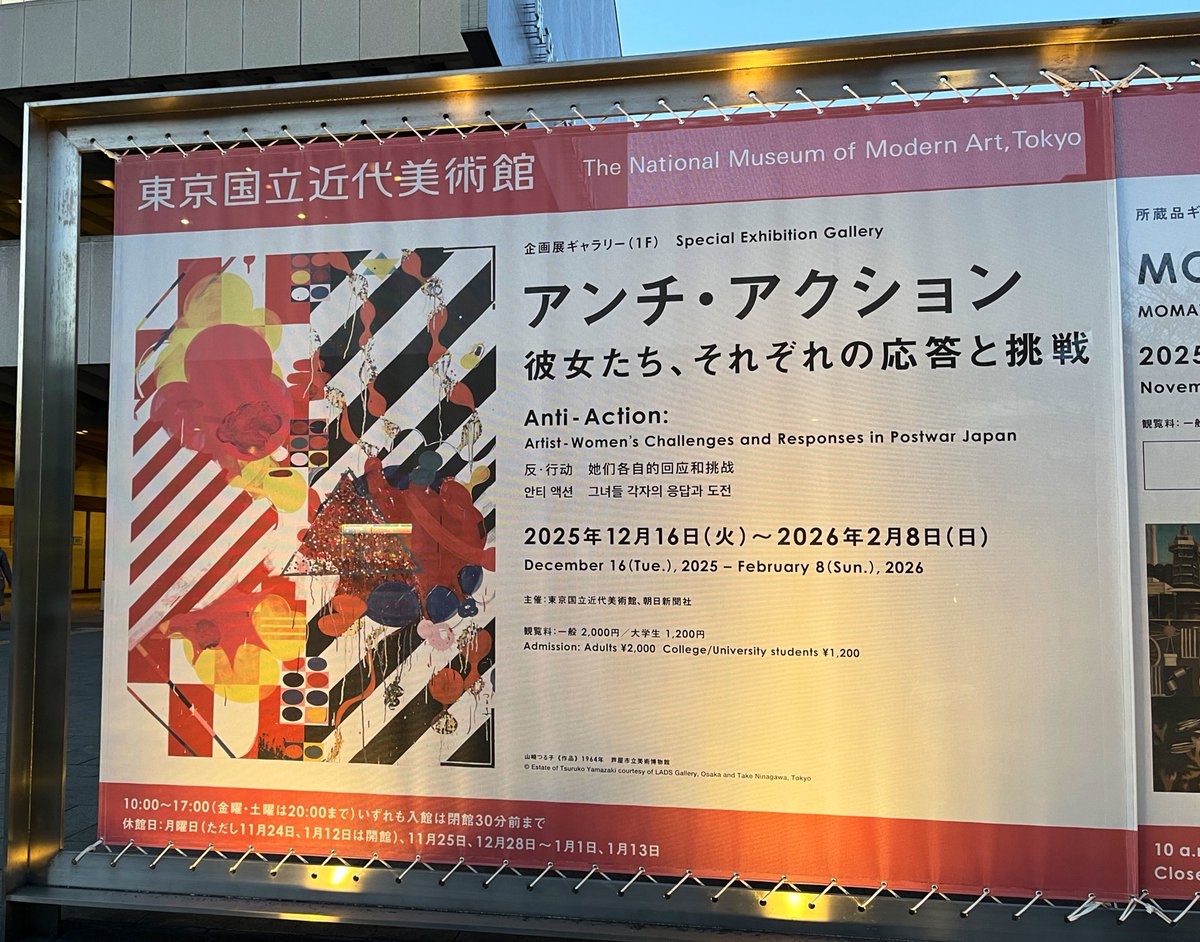 東京国立近代美術館 The National Museum of Modern Art, Tokyo
企画展ギャラリー(1F) Special Exhibition Gallery
アンチ・アクション
彼女たち、それぞれの応答と挑戦
Anti-Action:
Artist-Women's Challenges and Responses in Postwar Japan
反·行动 她们各自的回应和挑战
안티 액션 그녀들 각자의 응답과 도전
2025年12月16日(火)～2026年2月8日(日)
December 16(Tue.), 2025 – February 8(Sun.), 2026
主催:東京国立近代美術館、朝日新聞社
観覧料:一般 2,000円／大学生 1,200円
Admission: Adults ¥2,000 College/University students ¥1,200
山崎つる子《作品》1964年 芦屋市立美術博物館
© Estate of Tsuruko Yamazaki courtesy of LADS Gallery, Osaka and Take Ninagawa, Tokyo
10:00～17:00(金曜・土曜は20:00まで)いずれも入館は閉館30分前まで
休館日:月曜日(ただし11月24日、1月12日は開館)、11月25日、12月28日～1月1日、1月13日
所蔵品ギ
MO
MOMA
2025
Novem
観覧料:一般
10 a.m
Close